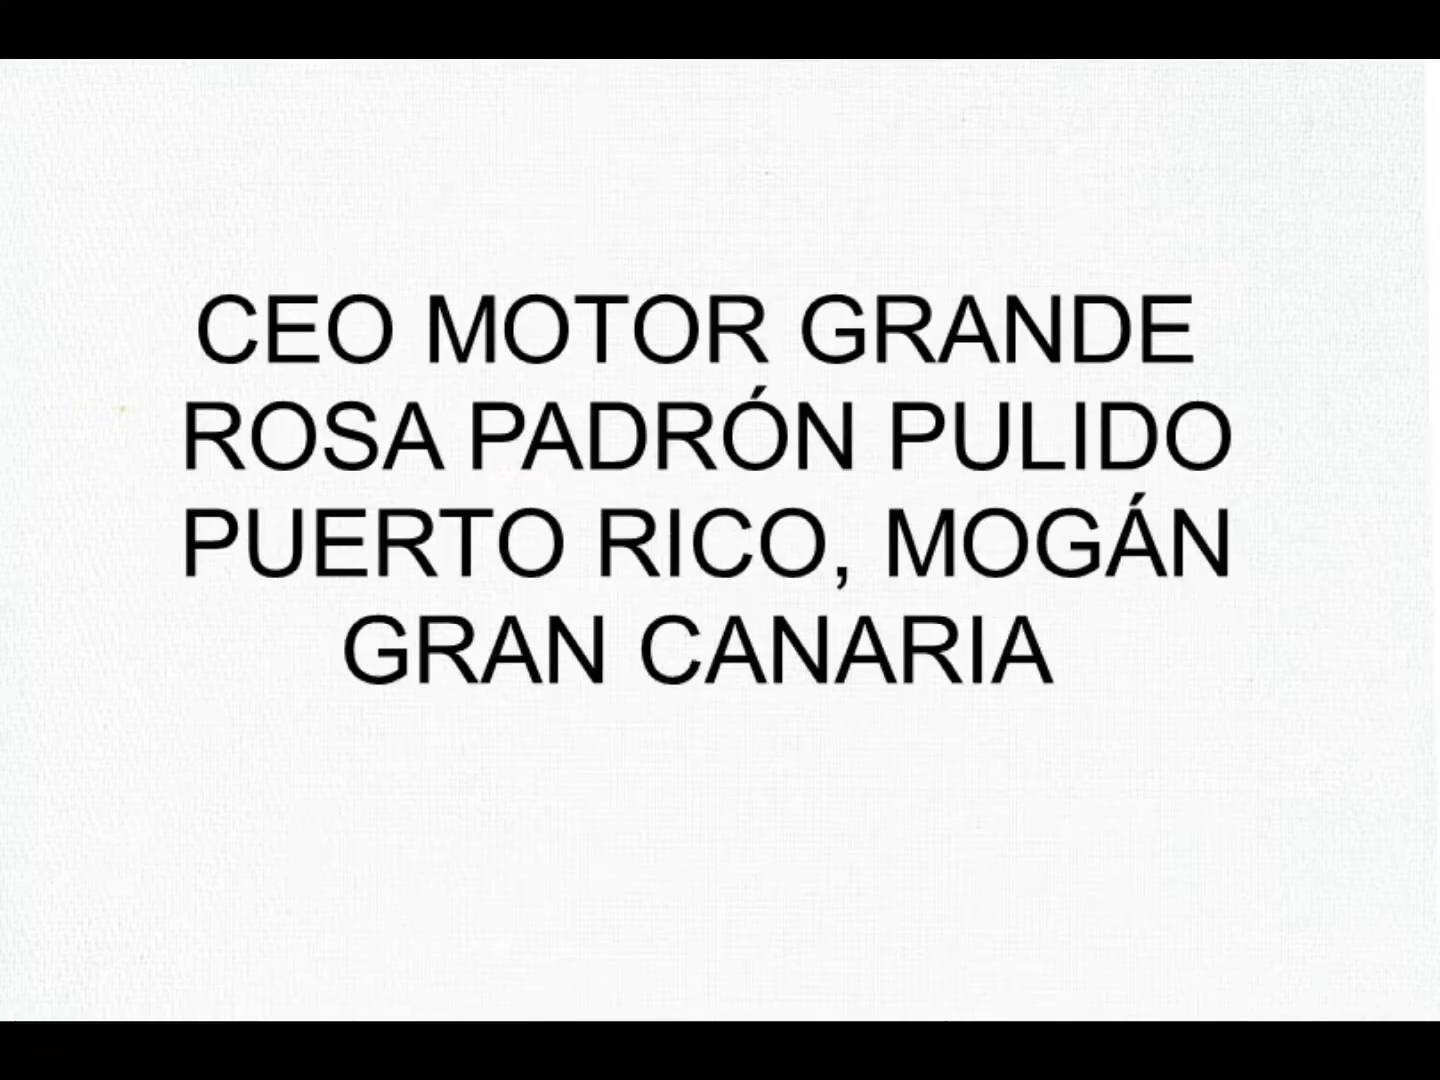 CEO MOTOR GRANDE
ROSA PADRÓN PULIDO
PUERTO RICO, MOGÁN
GRAN CANARIA